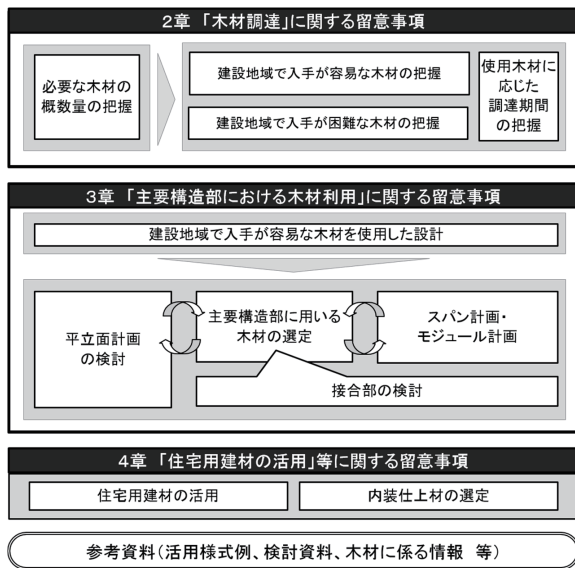 2章 「木材調達」に関する留意事項
必要な木材の
概数量の把握
建設地域で入手が容易な木材の把握
建設地域で入手が困難な木材の把握
使用木材に
応じた
調達期間
の把握
3章 「主要構造部における木材利用」に関する留意事項
建設地域で入手が容易な木材を使用した設計
平立面計画
の検討
主要構造部に用いる
木材の選定
スパン計画・
モジュール計画
接合部の検討
4章 「住宅用建材の活用」等に関する留意事項
住宅用建材の活用
内装仕上材の選定
参考資料(活用様式例、検討資料、木材に係る情報 等)